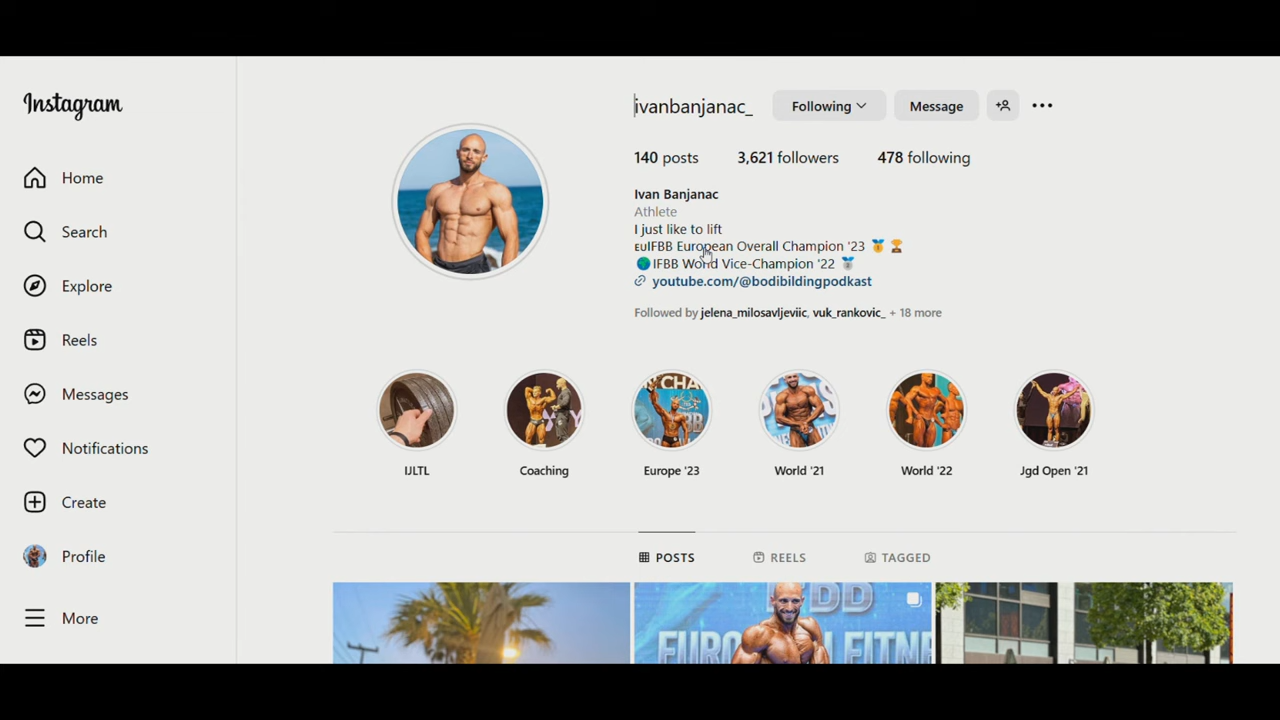 Instagram
Home
Search
Explore
Reels
Messages
Notifications
Create
Profile
More
ivanbanjanac_ Following Message
140 posts 3,621 followers 478 following
Ivan Banjanac
Athlete
I just like to lift
EUIFBB European Overall Champion '23 🥇 🏆
🌍IFBB World Vice-Champion '22 🥈
youtube.com/@bodibildingpodkast
Followed by jelena_milosavljeviic, vuk_rankovic_ + 18 more
IJLTL Coaching Europe '23 World '21 World '22 Jgd Open '21
POSTS REELS TAGGED